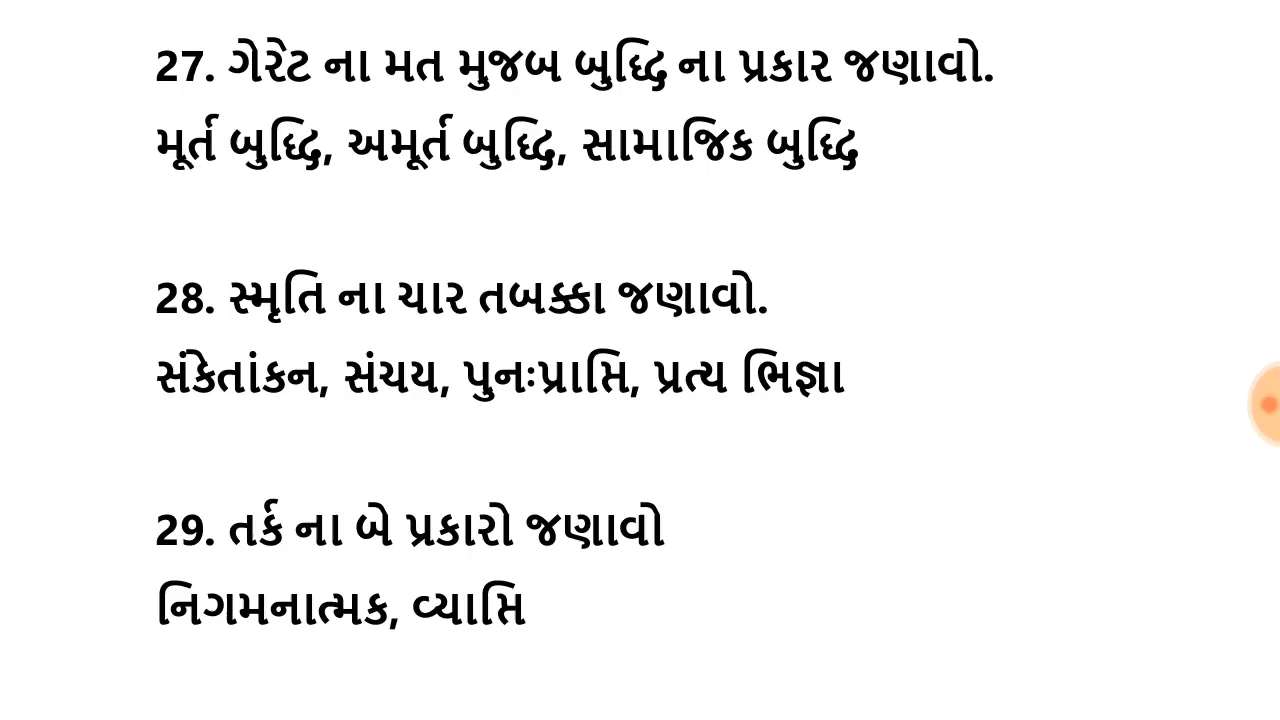 27. ગેરેટ ના મત મુજબ બુધ્ધિ ના પ્રકાર જણાવો.
મૂર્ત બુધ્ધિ, અમૂર્ત બુધ્ધિ, સામાજિક બુધ્ધિ
28. સ્મૃતિ ના ચાર તબક્કા જણાવો.
સંકેતાંકન, સંચય, પુનઃપ્રાપ્તિ, પ્રત્ય ભિજ્ઞા
29. તર્ક ના બે પ્રકારો જણાવો
નિગમનાત્મક, વ્યાપ્તિ